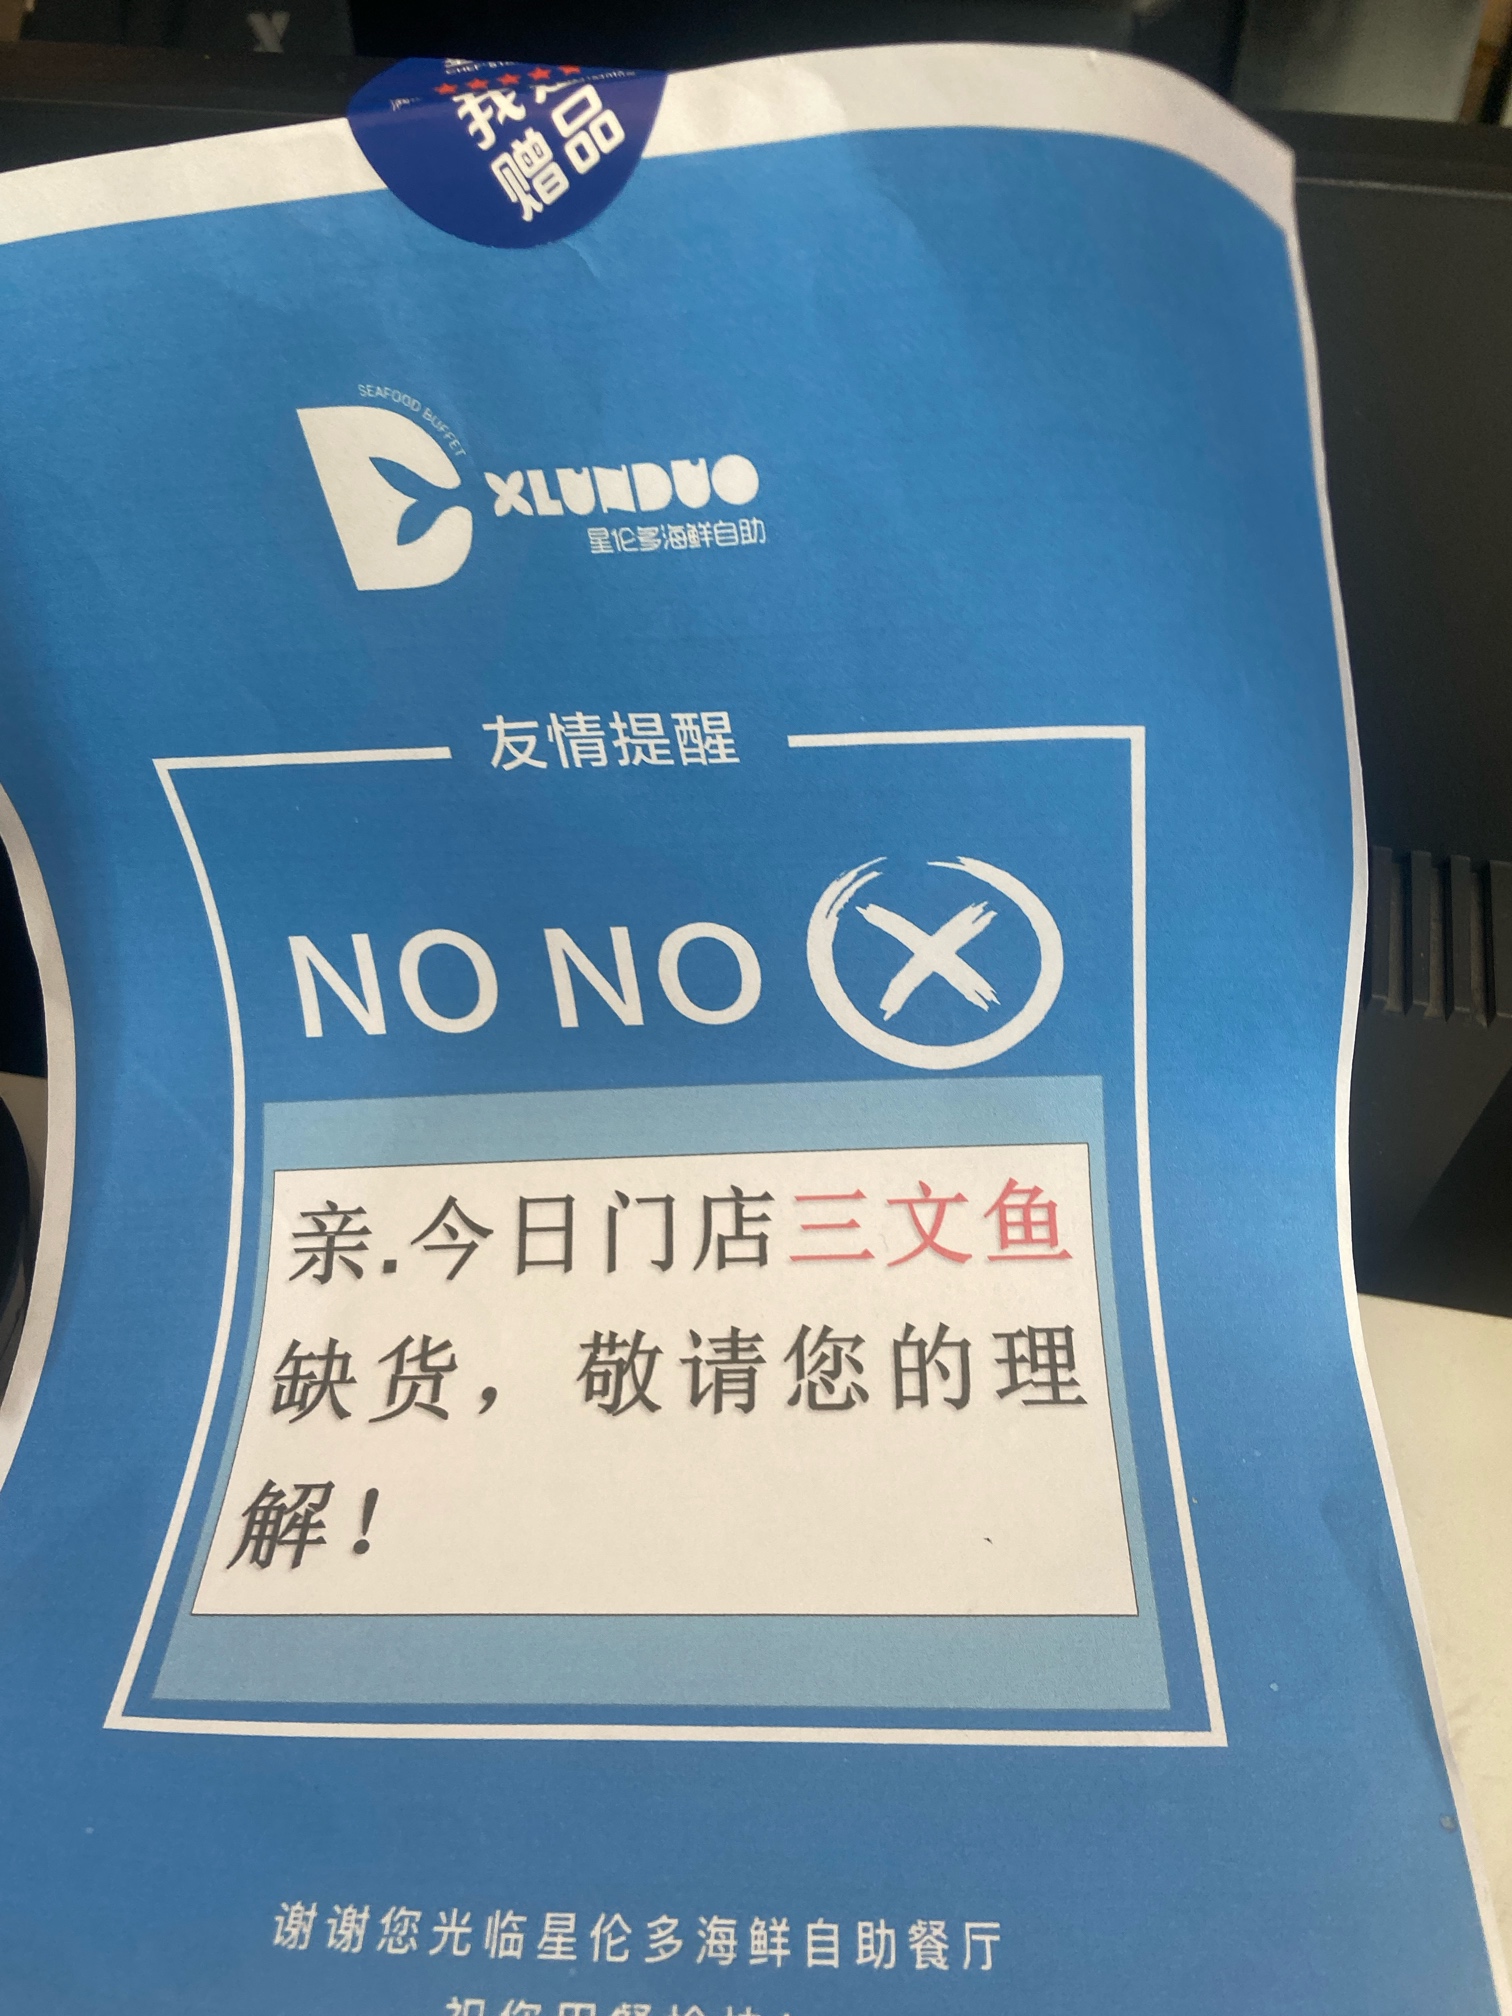 我
赠品
SEAFOOD BUFFET
XLUNDUO
星伦多海鲜自助
友情提醒
NO NO
亲.今日门店三文鱼
缺货，敬请您的理
解！
谢谢您光临星伦多海鲜自助餐厅